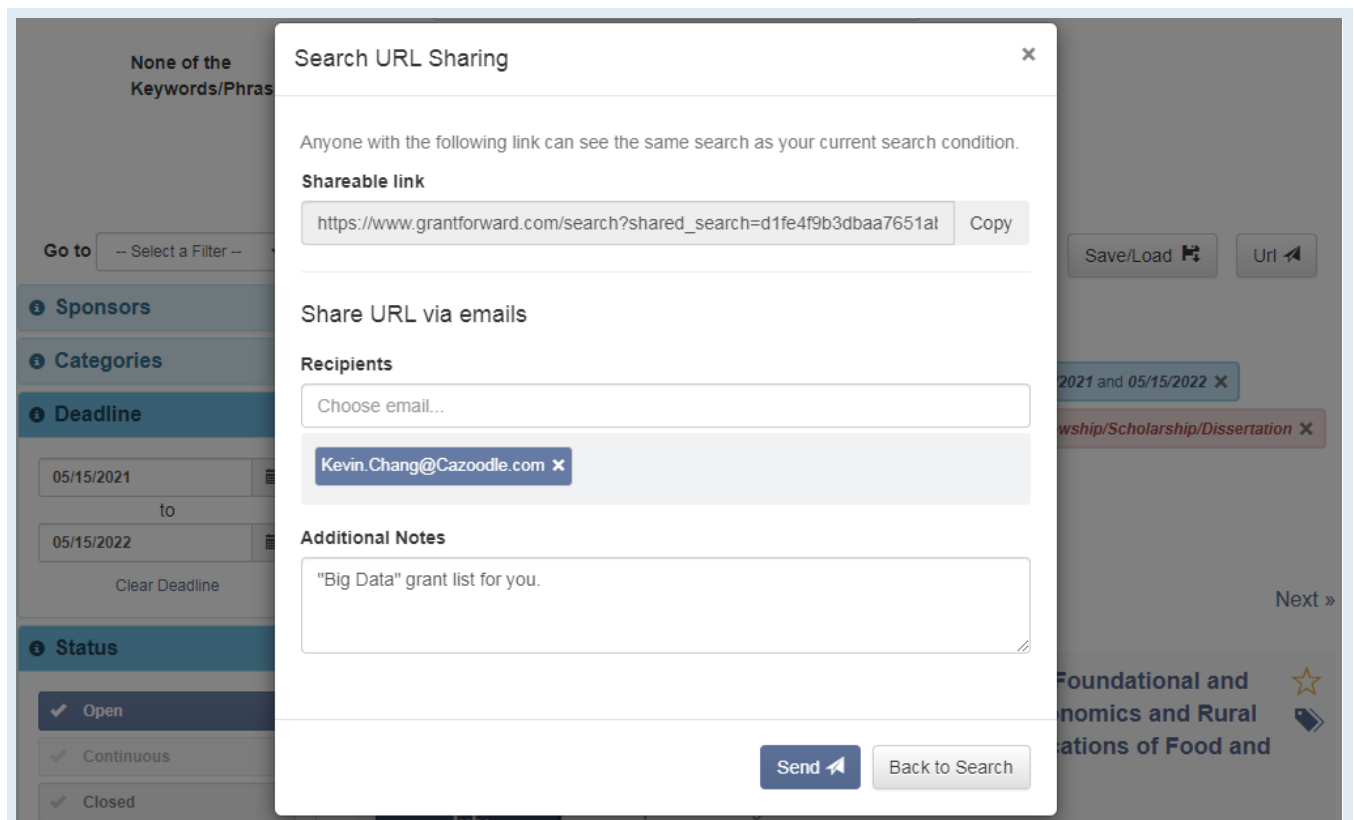 None of the
Keywords/Phras
Search URL Sharing
×
Anyone with the following link can see the same search as your current search condition.
Shareable link
https://www.grantforward.com/search?shared_search=d1fe4f9b3dbaa7651al
Copy
Go to
-- Select a Filter --
Save/Load
Url
Sponsors
Share URL via emails
Categories
Recipients
Choose email...
2021 and 05/15/2022 ×
Deadline
wship/Scholarship/Dissertation ×
Kevin.Chang@Cazoodle.com ×
05/15/2021
to
05/15/2022
Clear Deadline
Additional Notes
"Big Data" grant list for you.
Next »
Status
Foundational and
nomics and Rural
ations of Food and
Open
Continuous
Closed
Send
Back to Search